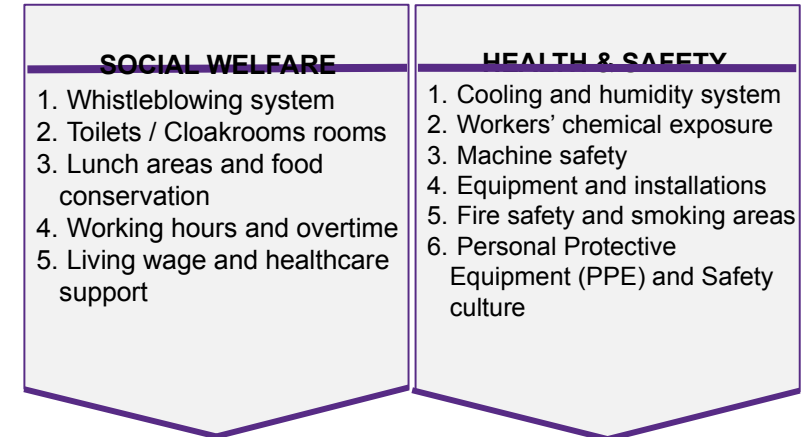 SOCIAL WELFARE
1. Whistleblowing system
2. Toilets / Cloakrooms rooms
3. Lunch areas and food
conservation
4. Working hours and overtime
5. Living wage and healthcare
support
HEALTH & SAFETY
1. Cooling and humidity system
2. Workers’ chemical exposure
3. Machine safety
4. Equipment and installations
5. Fire safety and smoking areas
6. Personal Protective
Equipment (PPE) and Safety
culture